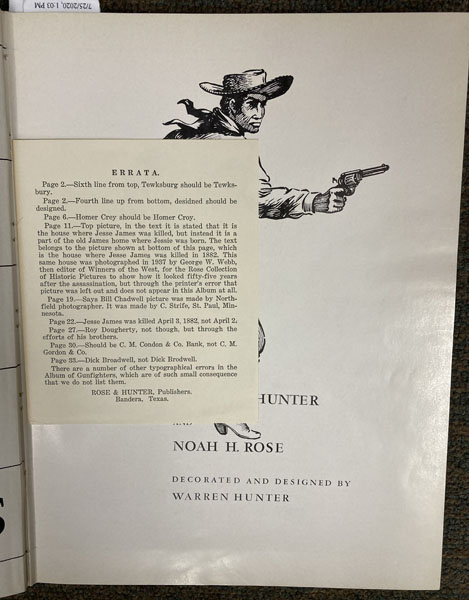 7/25/2020, 1:03 PM
ERRATA.
Page 2.—Sixth line from top, Tewksburg should be Tewks-
bury.
Page 2.—Fourth line up from bottom, desidned should be
designed.
Page 6.—Homer Crey should be Homer Croy.
Page 11.—Top picture, in the text it is stated that it is
the house where Jesse James was killed, but instead it is a
part of the old James home where Jessie was born. The text
belongs to the picture shown at bottom of this page, which
is the house where Jesse James was killed in 1882. This
same house was photographed in 1937 by George W. Webb,
then editor of Winners of the West, for the Rose Collection
of Historic Pictures to show how it looked fifty-five years
after the assassination, but through the printer's error that
picture was left out and does not appear in this Album at all.
Page 19.—Says Bill Chadwell picture was made by North-
field photographer. It was made by C. Strife, St. Paul, Min-
nesota.
Page 22.—Jesse James was killed April 3, 1882, not April 2.
Page 27.—Roy Dougherty, not though, but through the
efforts of his brothers.
Page 30.—Should be C. M. Condon & Co. Bank, not C. M.
Gordon & Co.
Page 33.—Dick Broadwell, not Dick Brodwell.
There are a number of other typographical errors in the
Album of Gunfighters, which are of such small consequence
that we do not list them.
ROSE & HUNTER, Publishers.
Bandera, Texas.
HUNTER
NOAH H. ROSE
DECORATED AND DESIGNED BY
WARREN HUNTER
S